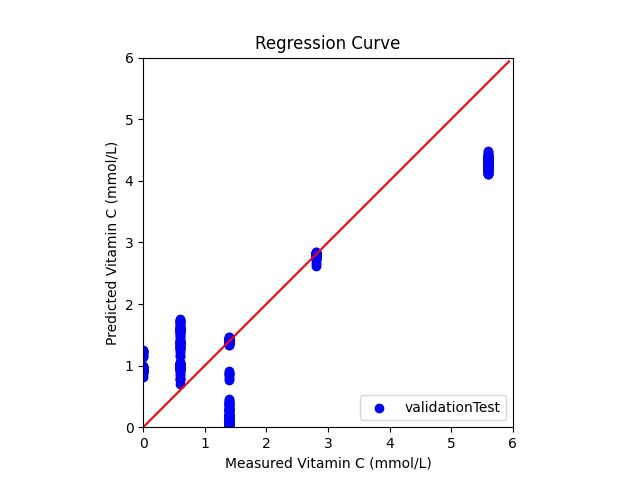 Regression Curve
6
5
4
3
2
1
0
Predicted Vitamin C (mmol/L)
0 1 2 3 4 5 6
Measured Vitamin C (mmol/L)
validationTest